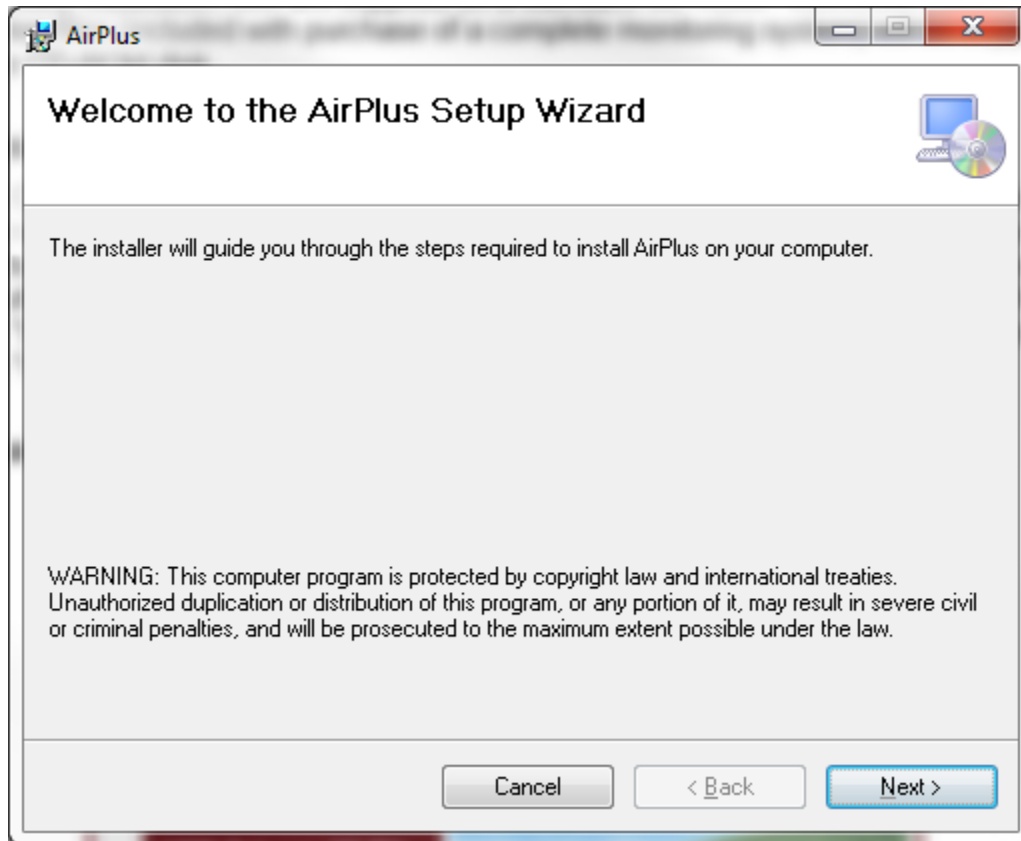 AirPlus
Welcome to the AirPlus Setup Wizard
The installer will guide you through the steps required to install AirPlus on your computer.
WARNING: This computer program is protected by copyright law and international treaties.
Unauthorized duplication or distribution of this program, or any portion of it, may result in severe civil
or criminal penalties, and will be prosecuted to the maximum extent possible under the law.
Cancel
< Back
Next >